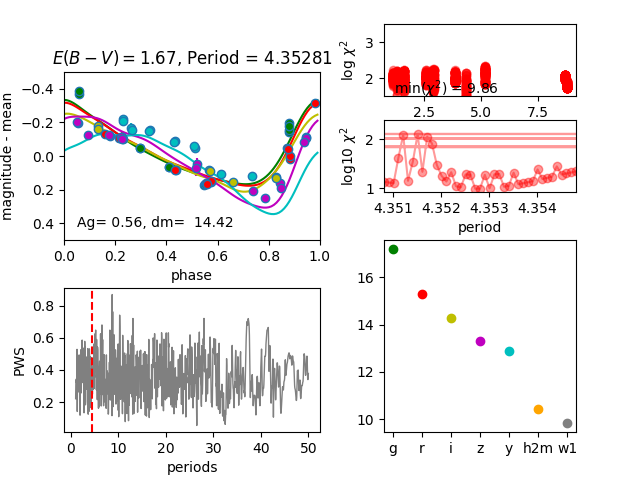 E(B − V) = 1.67, Period = 4.35281
magnitude - mean
−0.4
−0.2
0.0
0.2
0.4
Ag= 0.56, dm= 14.42
0.0 0.2 0.4 0.6 0.8 1.0
phase
log χ²
3
2
min(χ²) = 9.86
2.5 5.0 7.5
log10 χ²
2
1
4.351 4.352 4.353 4.354
period
PWS
0.8
0.6
0.4
0.2
0 10 20 30 40 50
periods
16
14
12
10
g r i z y h2m w1